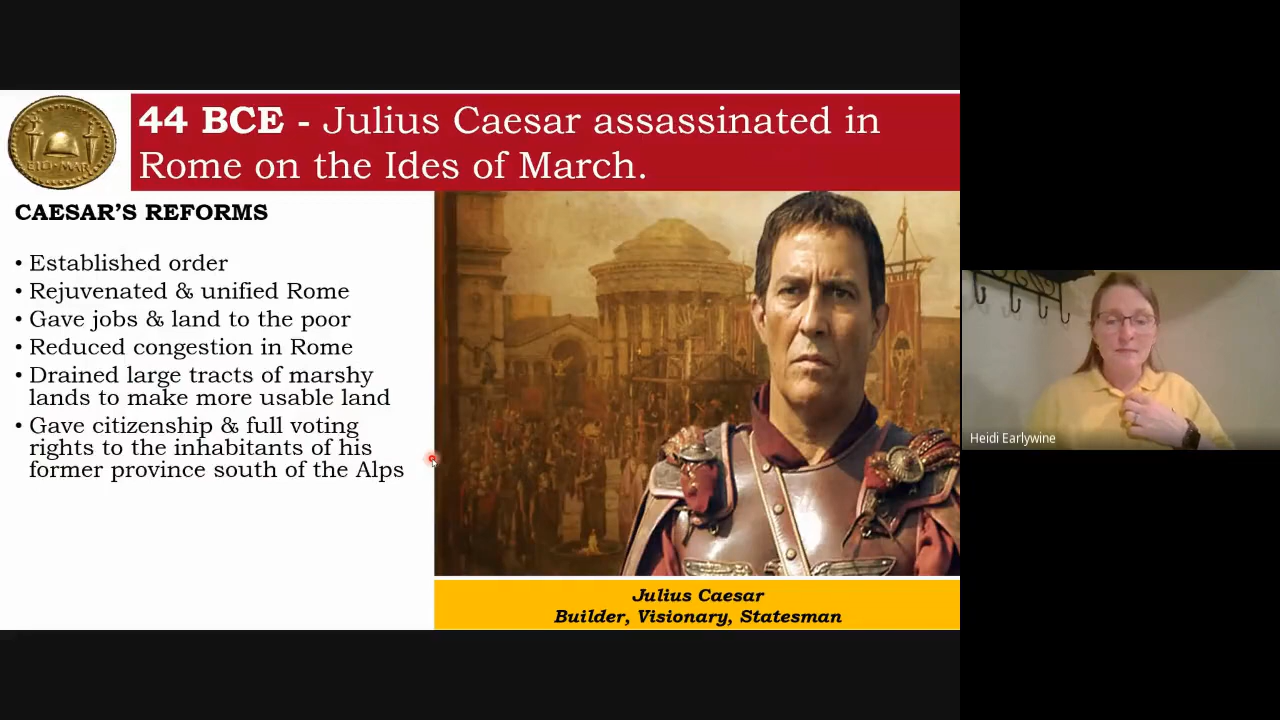 44 BCE - Julius Caesar assassinated in
Rome on the Ides of March.
EID·MAR
CAESAR’S REFORMS
• Established order
• Rejuvenated & unified Rome
• Gave jobs & land to the poor
• Reduced congestion in Rome
• Drained large tracts of marshy
lands to make more usable land
• Gave citizenship & full voting
rights to the inhabitants of his
former province south of the Alps
Julius Caesar
Builder, Visionary, Statesman
Heidi Earlywine